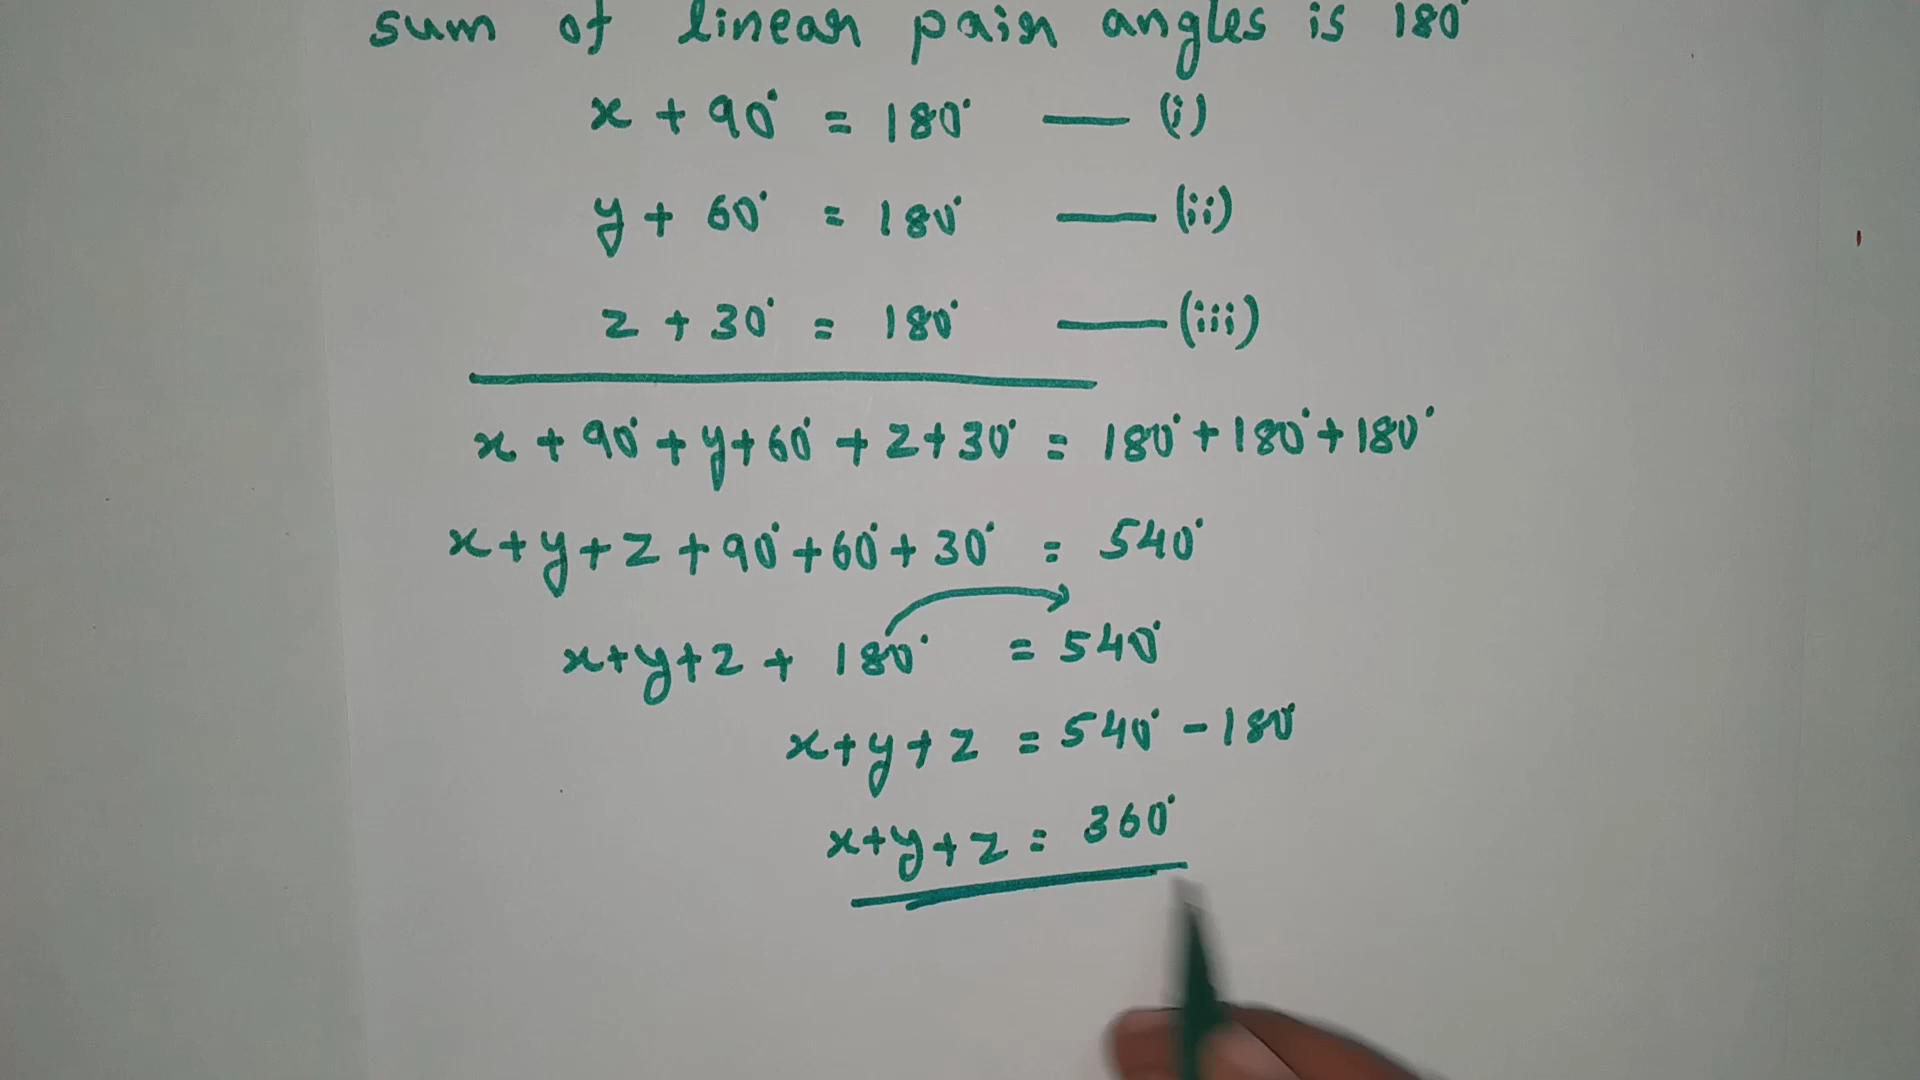 sum of linear pair angles is 180°
x + 90° = 180° — (i)
y + 60° = 180° — (ii)
z + 30° = 180° — (iii)
x + 90° + y + 60° + z + 30° = 180° + 180° + 180°
x + y + z + 90° + 60° + 30° = 540°
x + y + z + 180° = 540°
x + y + z = 540° - 180°
x + y + z = 360°